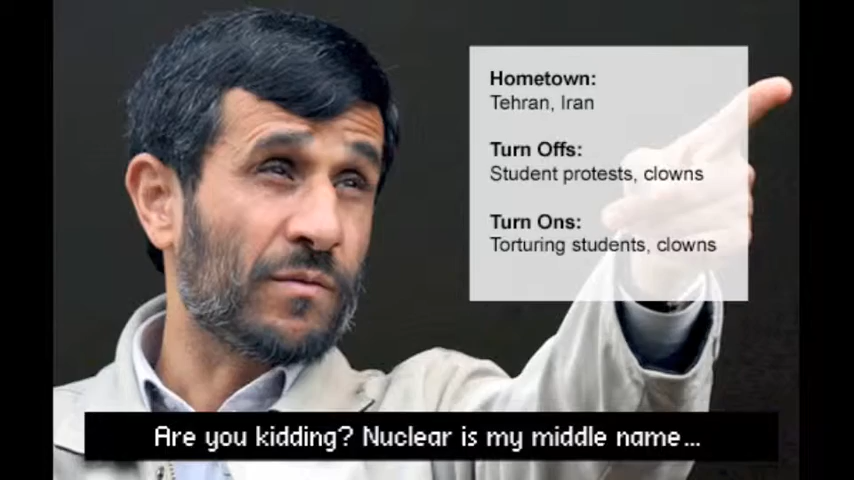 Hometown:
Tehran, Iran
Turn Offs:
Student protests, clowns
Turn Ons:
Torturing students, clowns
Are you kidding? Nuclear is my middle name...